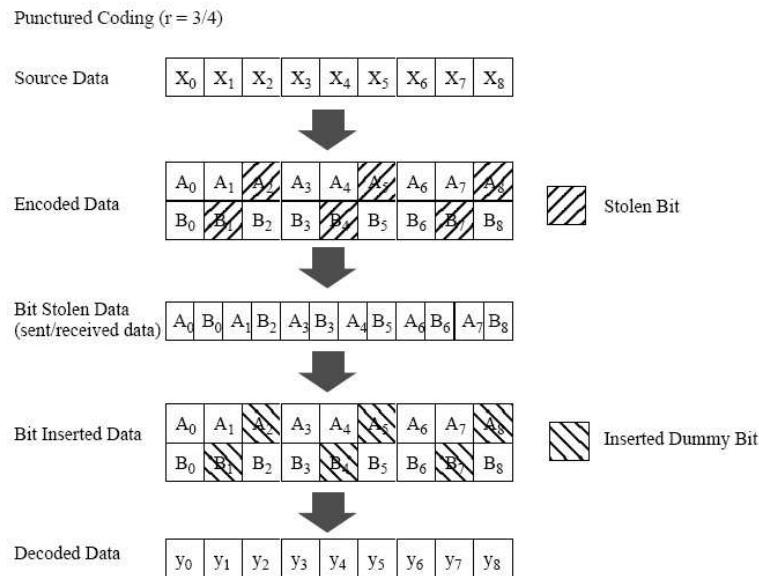 Punctured Coding (r = 3/4)
Source Data
X₀ X₁ X₂ X₃ X₄ X₅ X₆ X₇ X₈
Encoded Data
A₀ A₁ A₂ A₃ A₄ A₅ A₆ A₇ A₈
B₀ B₁ B₂ B₃ B₄ B₅ B₆ B₇ B₈
Stolen Bit
Bit Stolen Data
(sent/received data)
A₀ B₀ A₁ B₂ A₃ B₃ A₄ B₅ A₆ B₆ A₇ B₈
Bit Inserted Data
A₀ A₁ A₂ A₃ A₄ A₅ A₆ A₇ A₈
B₀ B₁ B₂ B₃ B₄ B₅ B₆ B₇ B₈
Inserted Dummy Bit
Decoded Data
y₀ y₁ y₂ y₃ y₄ y₅ y₆ y₇ y₈